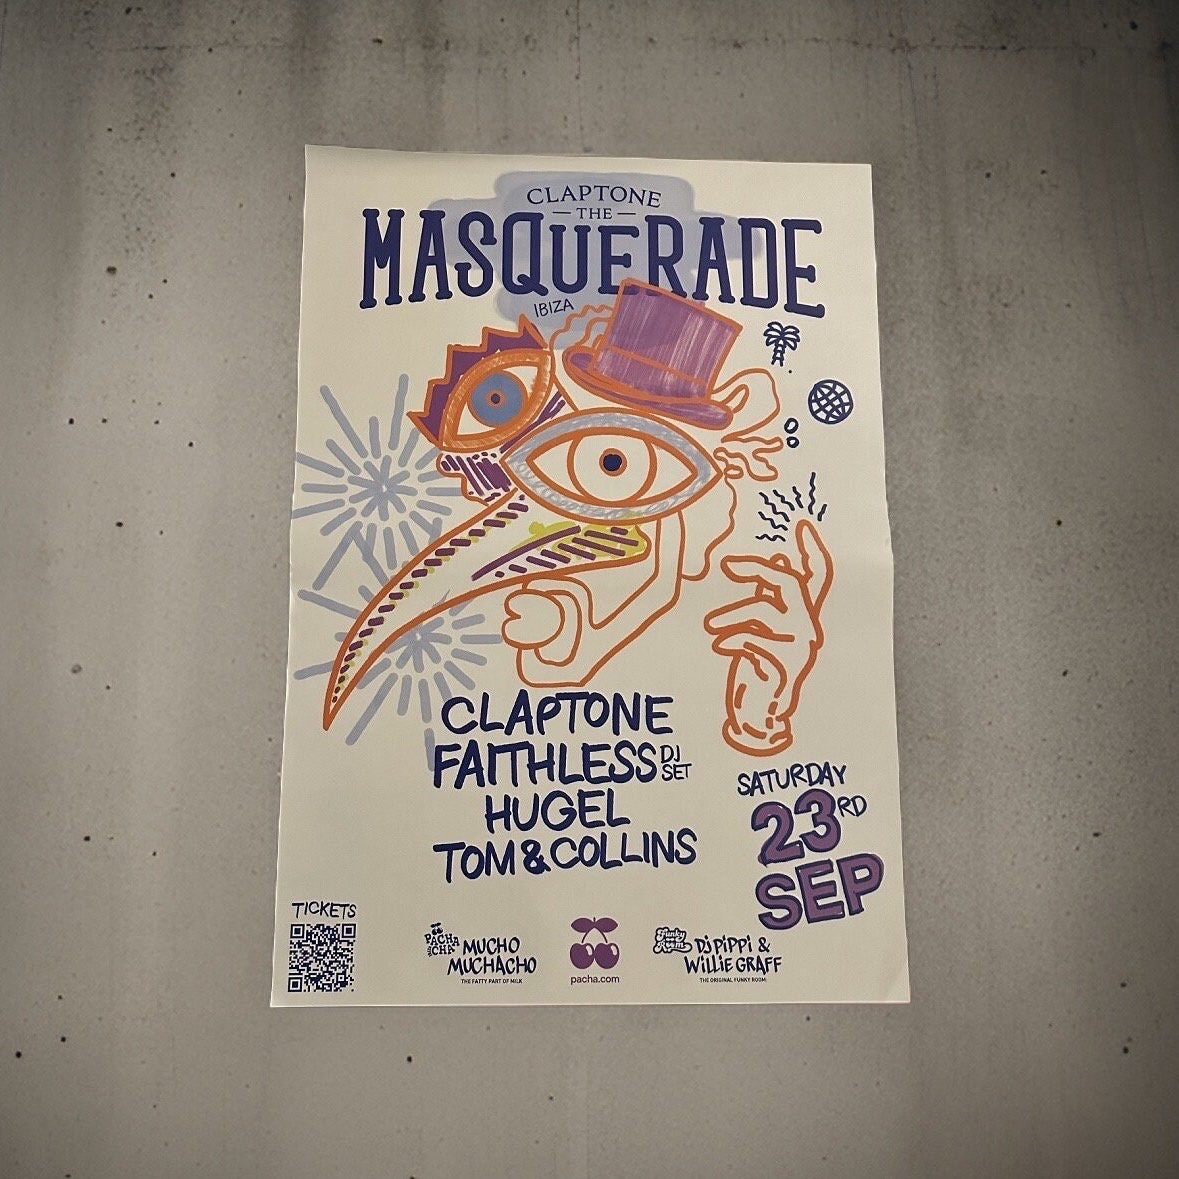 CLAPTONE
— THE —
MASQUERADE
IBIZA
CLAPTONE
FAITHLESS DJ SET
HUGEL
TOM & COLLINS
SATURDAY
23RD
SEP
TICKETS
PACHA
CHA
MUCHO
MUCHACHO
THE FATTY PART OF MILK
pacha.com
Funky
Room
DJ PiPPi &
WiLLiE GRAFF
THE ORIGINAL FUNKY ROOM